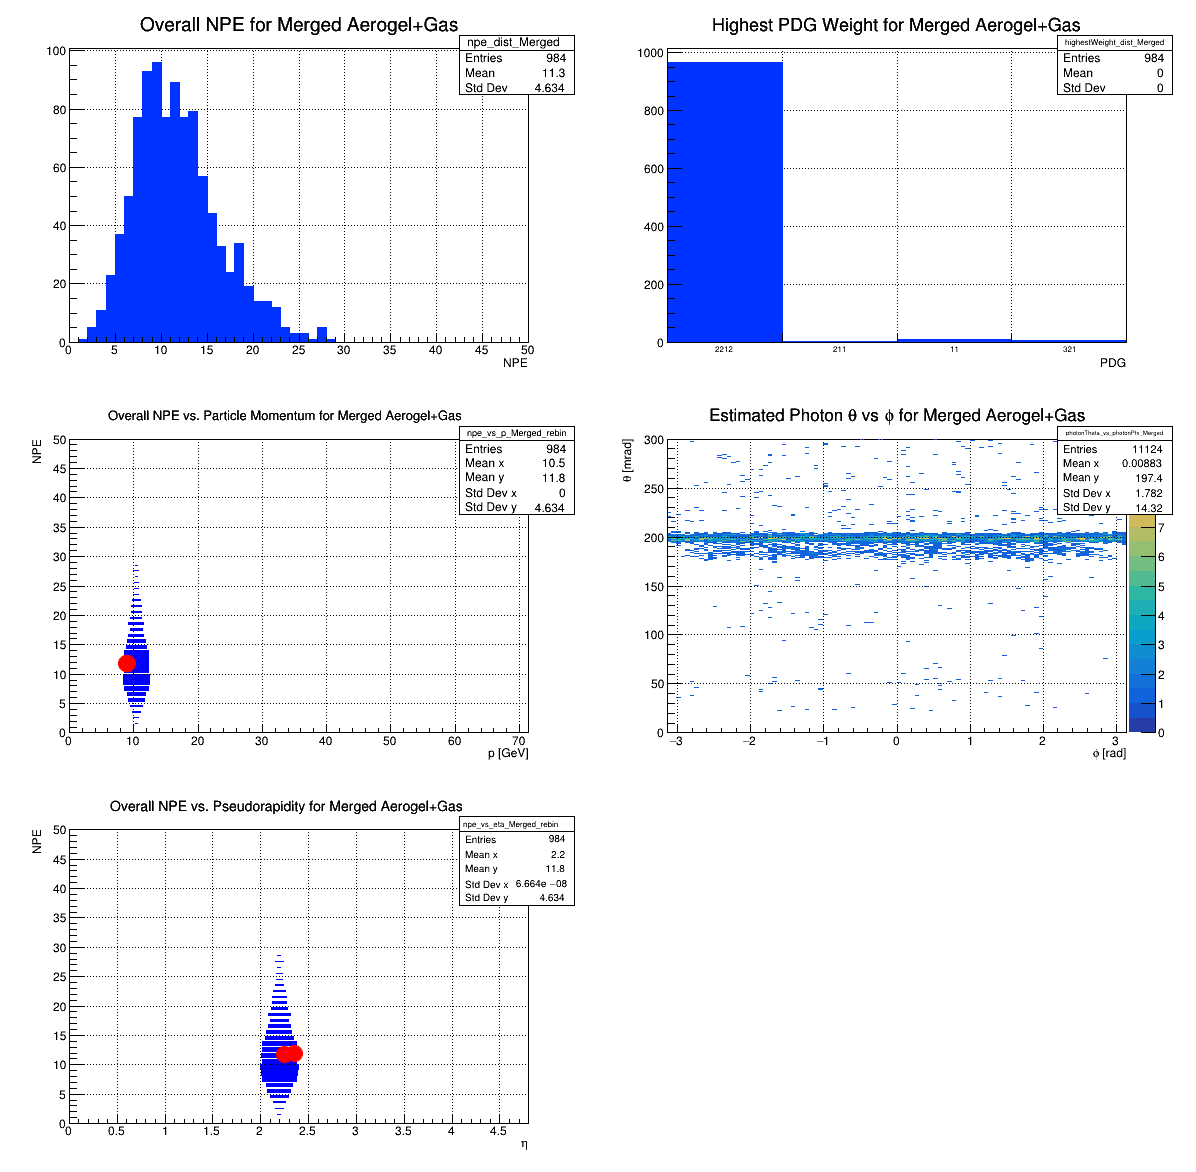 Overall NPE for Merged Aerogel+Gas
npe_dist_Merged
Entries 984
Mean 11.3
Std Dev 4.634
100
80
60
40
20
0
0 5 10 15 20 25 30 35 40 45 50
NPE
Highest PDG Weight for Merged Aerogel+Gas
highestWeight_dist_Merged
Entries 984
Mean 0
Std Dev 0
1000
800
600
400
200
0
2212 211 11 321
PDG
Overall NPE vs. Particle Momentum for Merged Aerogel+Gas
npe_vs_p_Merged_rebin
Entries 984
Mean x 10.5
Mean y 11.8
Std Dev x 0
Std Dev y 4.634
NPE
50
45
40
35
30
25
20
15
10
5
0
0 10 20 30 40 50 60 70
p [GeV]
Estimated Photon θ vs ϕ for Merged Aerogel+Gas
photonTheta_vs_photonPhi_Merged
Entries 11124
Mean x 0.00883
Mean y 197.4
Std Dev x 1.782
Std Dev y 14.32
θ [mrad]
300
250
200
150
100
50
0
−3 −2 −1 0 1 2 3
ϕ [rad]
7
6
5
4
3
2
1
0
Overall NPE vs. Pseudorapidity for Merged Aerogel+Gas
npe_vs_eta_Merged_rebin
Entries 984
Mean x 2.2
Mean y 11.8
Std Dev x 6.664e −08
Std Dev y 4.634
NPE
50
45
40
35
30
25
20
15
10
5
0
0 0.5 1 1.5 2 2.5 3 3.5 4 4.5
η